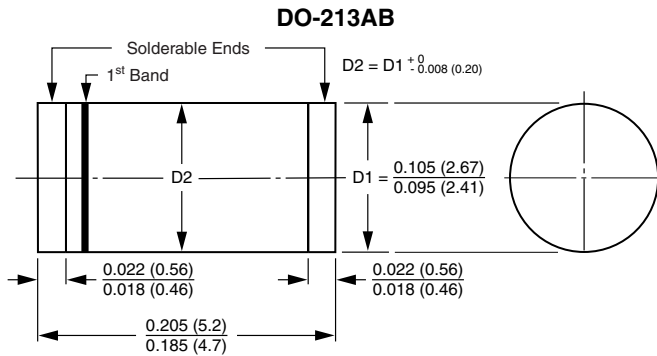 DO-213AB
Solderable Ends
D2 = D1 + 0 - 0.008 (0.20)
1st Band
D2
D1 = 0.105 (2.67)
0.095 (2.41)
0.022 (0.56)
0.018 (0.46)
0.022 (0.56)
0.018 (0.46)
0.205 (5.2)
0.185 (4.7)